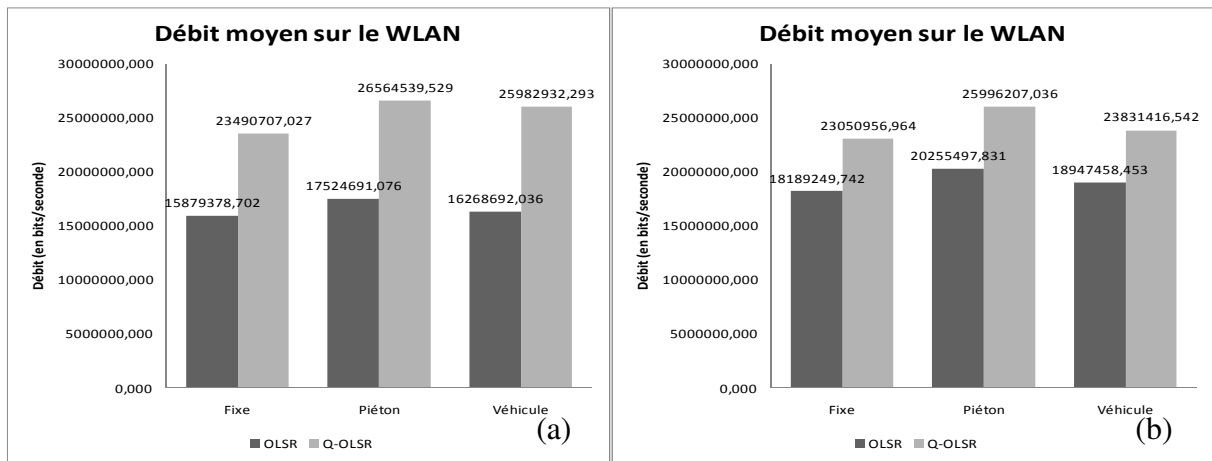 Débit moyen sur le WLAN
Débit (en bits/seconde)
30000000,000
25000000,000
20000000,000
15000000,000
10000000,000
5000000,000
0,000
15879378,702
23490707,027
17524691,076
26564539,529
16268692,036
25982932,293
Fixe
Piéton
Véhicule
OLSR
Q-OLSR
(a)
Débit moyen sur le WLAN
Débit (en bits/seconde)
30000000,000
25000000,000
20000000,000
15000000,000
10000000,000
5000000,000
0,000
18189249,742
23050956,964
20255497,831
25996207,036
18947458,453
23831416,542
Fixe
Piéton
Véhicule
OLSR
Q-OLSR
(b)